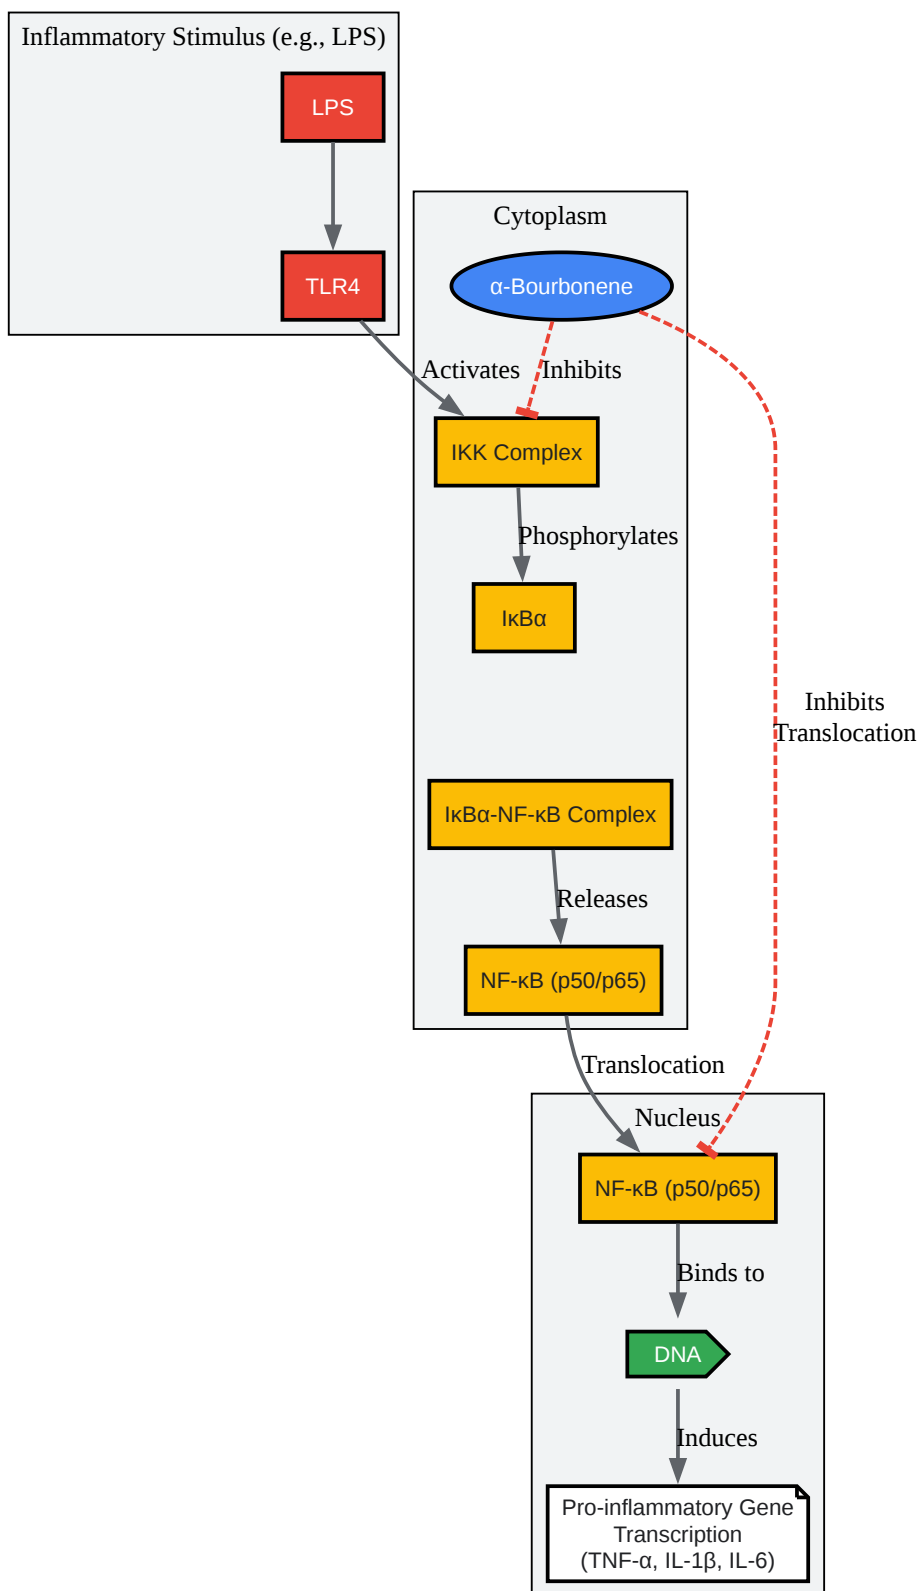 Inflammatory Stimulus (e.g., LPS)
LPS
TLR4
Cytoplasm
α-Bourbonene
Activates
Inhibits
IKK Complex
Phosphorylates
IκBα
Inhibits
Translocation
IκBα-NF-κB Complex
Releases
NF-κB (p50/p65)
Translocation
Nucleus
NF-κB (p50/p65)
Binds to
DNA
Induces
Pro-inflammatory Gene
Transcription
(TNF-α, IL-1β, IL-6)